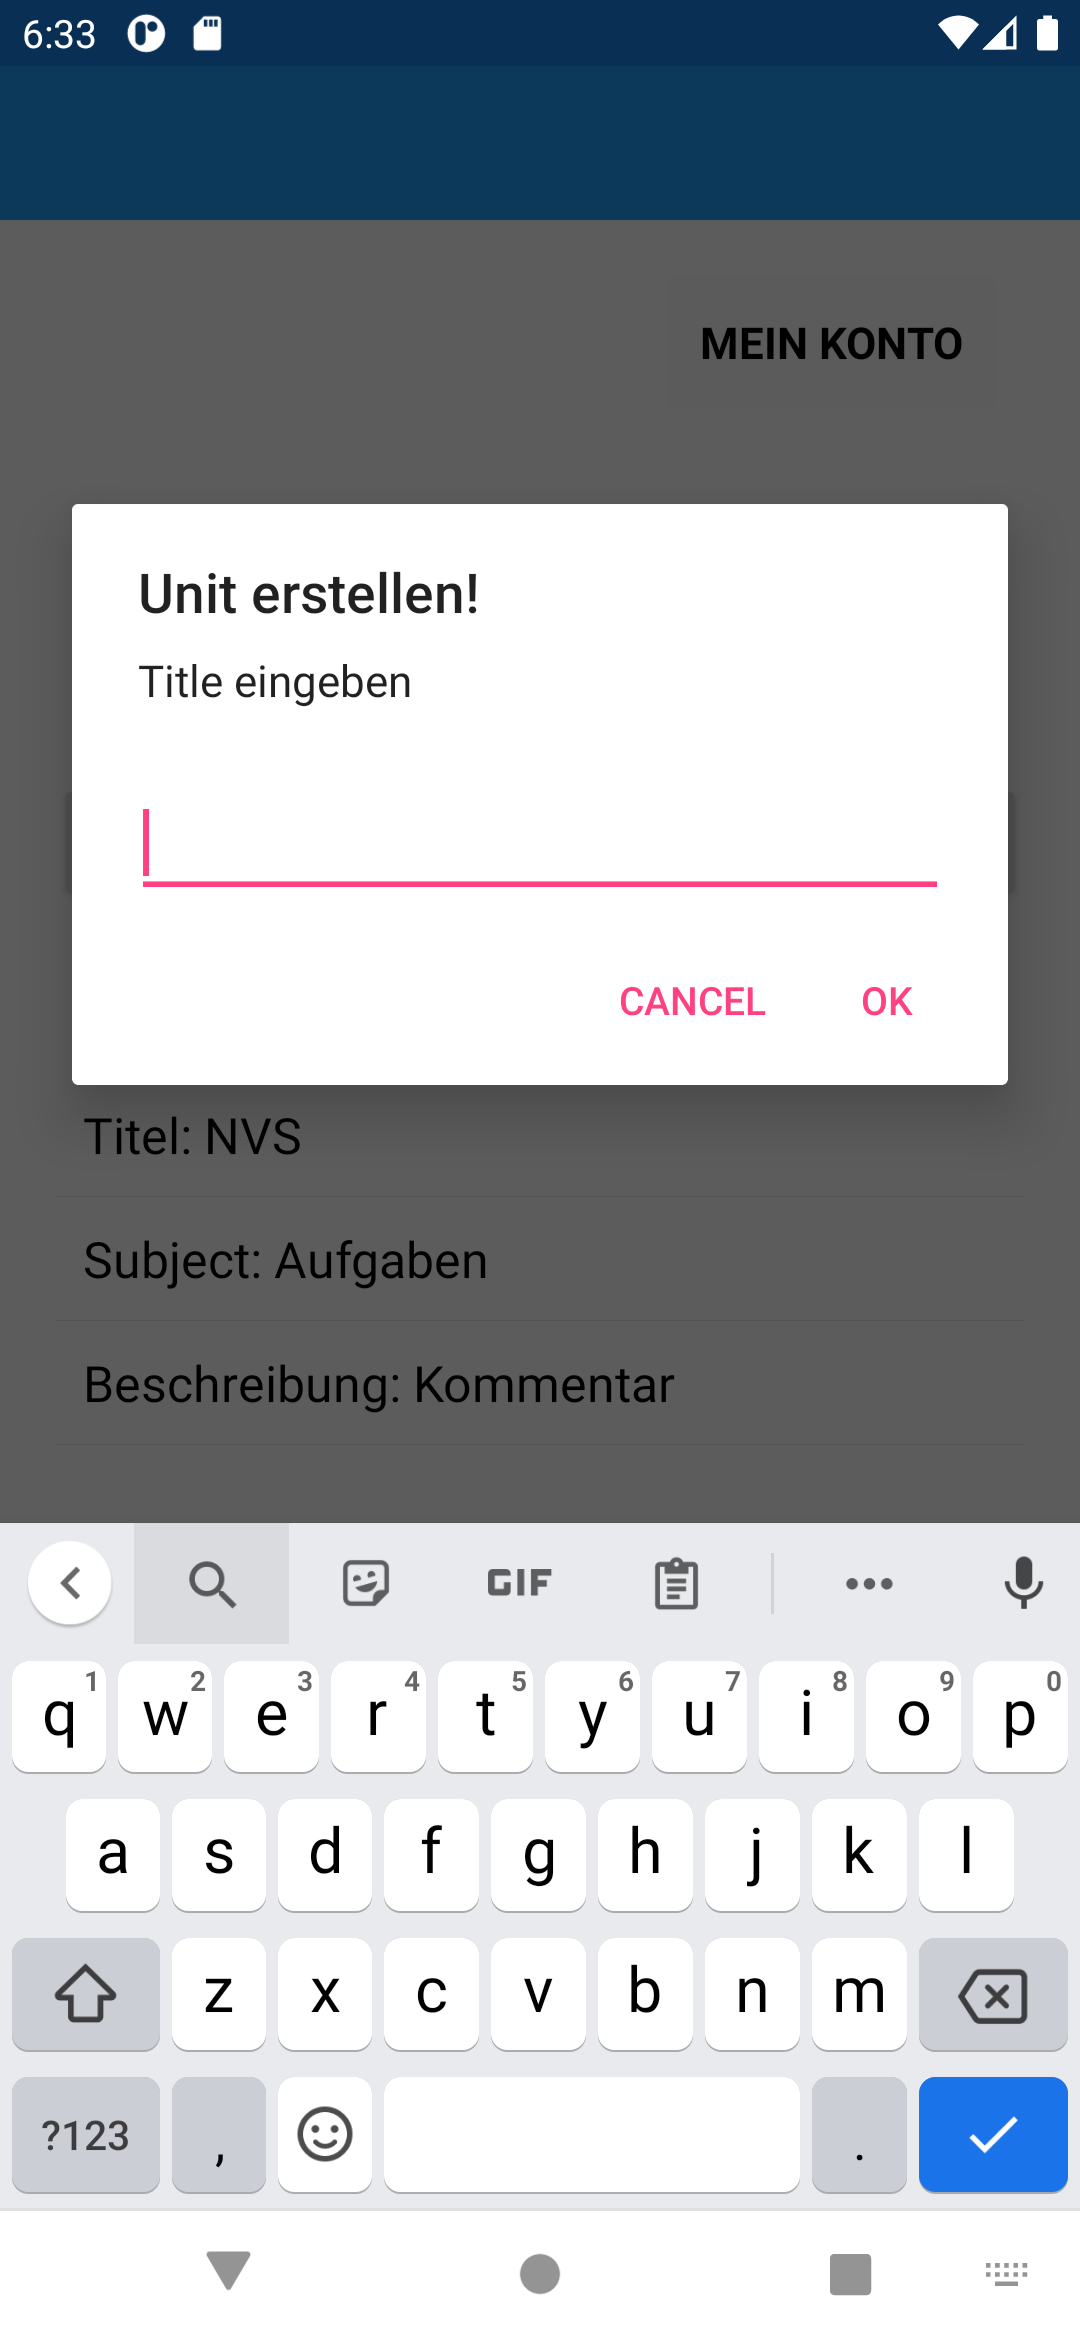 6:33
MEIN KONTO
Unit erstellen!
Title eingeben
CANCEL OK
Titel: NVS
Subject: Aufgaben
Beschreibung: Kommentar
GIF
1 2 3 4 5 6 7 8 9 0
q w e r t y u i o p
a s d f g h j k l
z x c v b n m
?123 , .